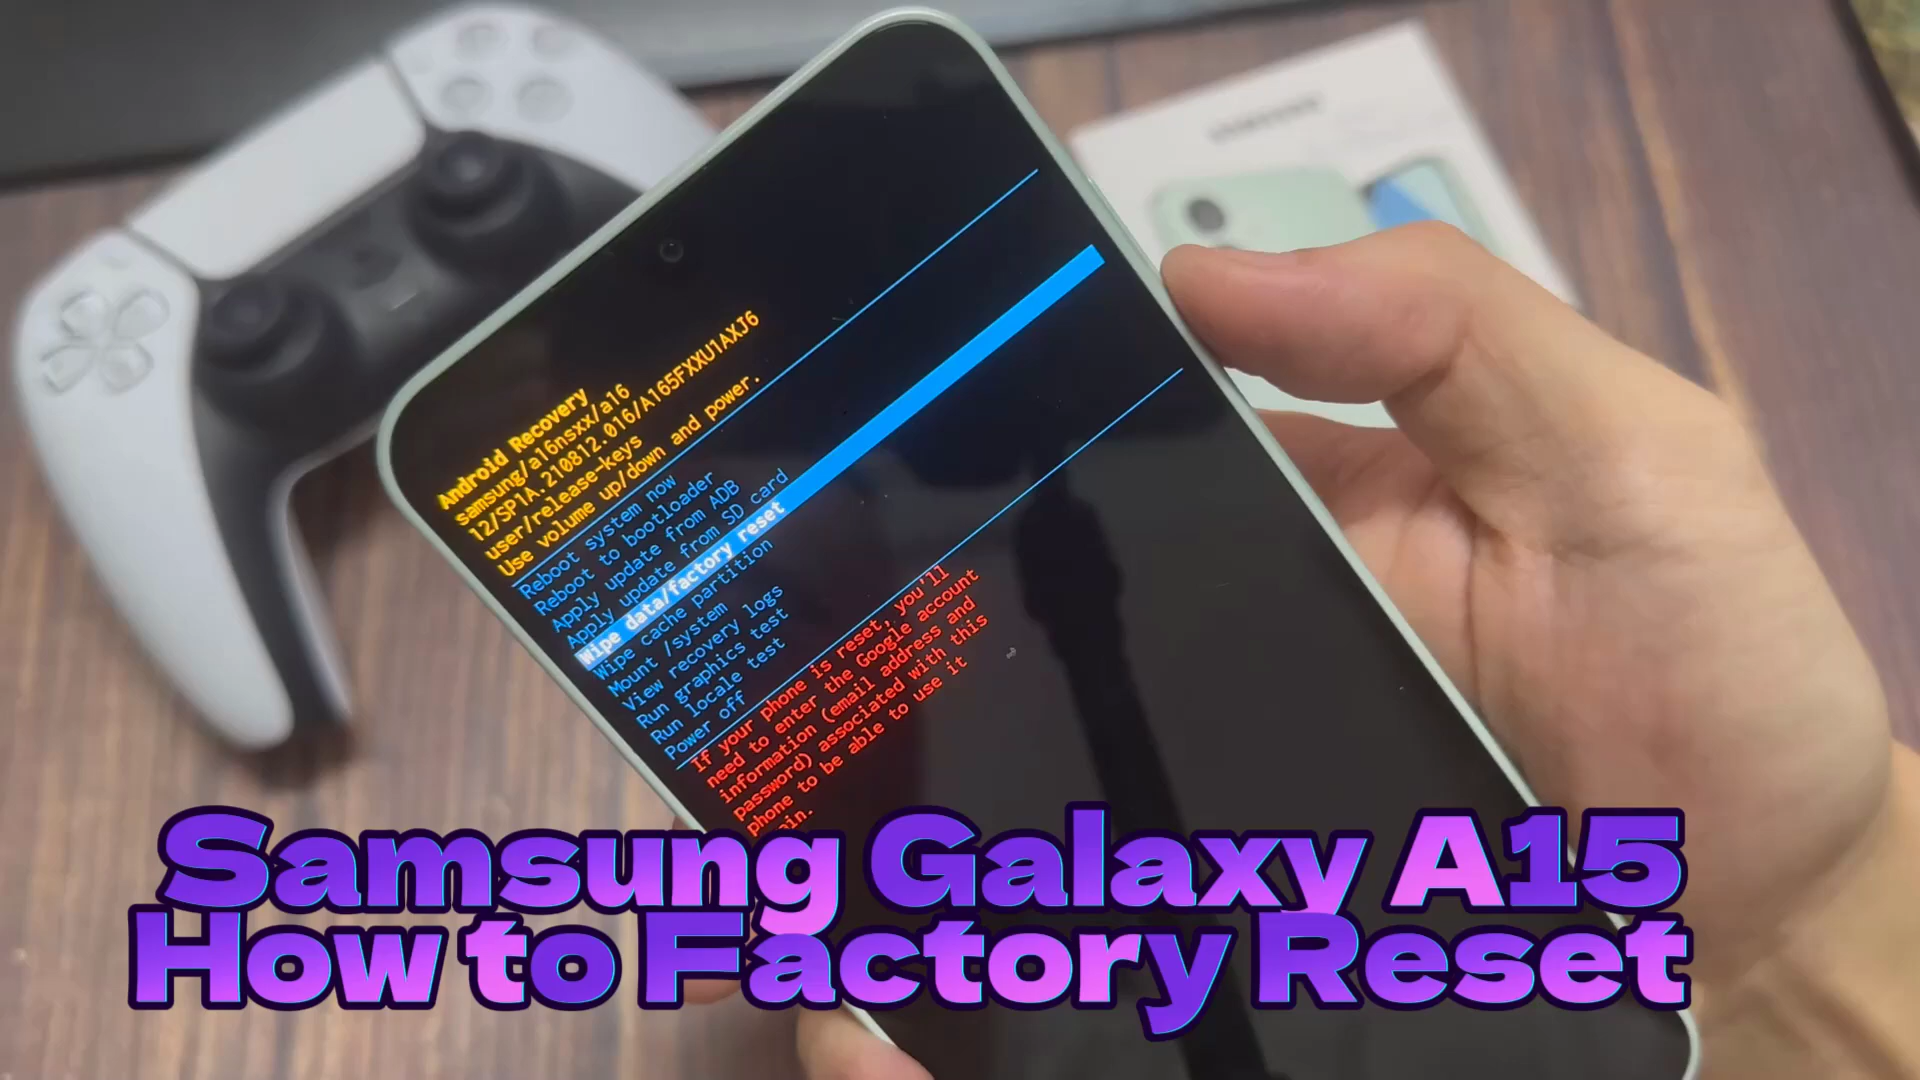 SAMSUNG
Android Recovery
samsung/a16nsxx/a16
12/SP1A.210812.016/A165FXXU1AXJ6
user/release-keys
Use volume up/down and power.
Reboot system now
Reboot to bootloader
Apply update from ADB
Apply update from SD card
Wipe data/factory reset
Wipe cache partition
Mount /system
View recovery logs
Run graphics test
Run locale test
Power off
If your phone is reset, you'll
need to enter the Google account
information (email address and
password) associated with this
phone to be able to use it
ain.
Samsung Galaxy A15
How to Factory Reset